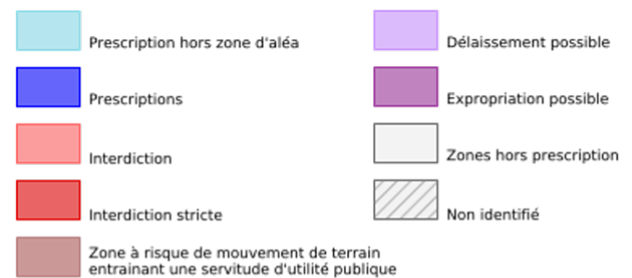 Prescription hors zone d'aléa
Prescriptions
Interdiction
Interdiction stricte
Zone à risque de mouvement de terrain
entrainant une servitude d'utilité publique
Délaissement possible
Expropriation possible
Zones hors prescription
Non identifié